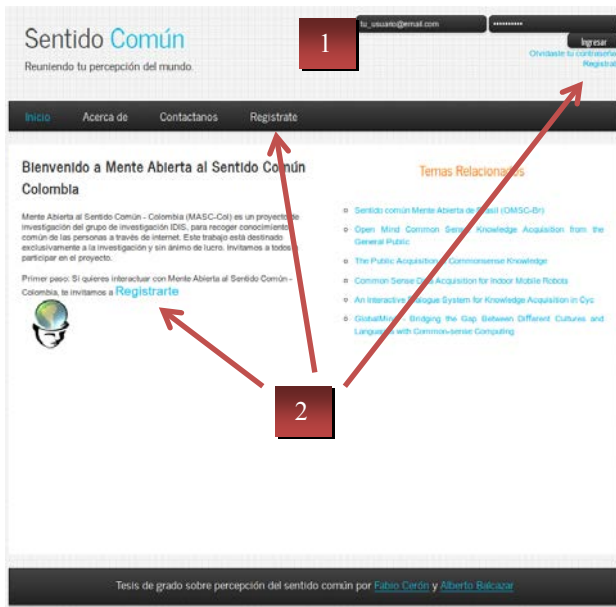 Sentido Común
Reuniendo tu percepción del mundo.
1
tu_usuario@email.com
Ingresar
Olvidaste tu contraseña
Registrat
Inicio Acerca de Contactanos Registrate
Bienvenido a Mente Abierta al Sentido Común
Colombia
Mente Abierta al Sentido Común - Colombia (MASC-Col) es un proyecto de
investigación del grupo de investigación IDIS, para recoger conocimiento
común de las personas a través de internet. Este trabajo está destinado
exclusivamente a la investigación y sin ánimo de lucro. Invitamos a todos a
participar en el proyecto.
Primer paso: Si quieres interactuar con Mente Abierta al Sentido Común -
Colombia, te invitamos a Registrarte
Temas Relacionados
Sentido común Mente Abierta de Brasil (OMSC-Br)
Open Mind Common Sense: Knowledge Acquisition from the
General Public
The Public Acquisition of Commonsense Knowledge
Common Sense Data Acquisition for Indoor Mobile Robots
An Interactive Dialogue System for Knowledge Acquisition in Cyc
GlobalMind - Bridging the Gap Between Different Cultures and
Languages with Common-sense Computing
2
Tesis de grado sobre percepción del sentido común por Fabio Cerón y Alberto Balcazar